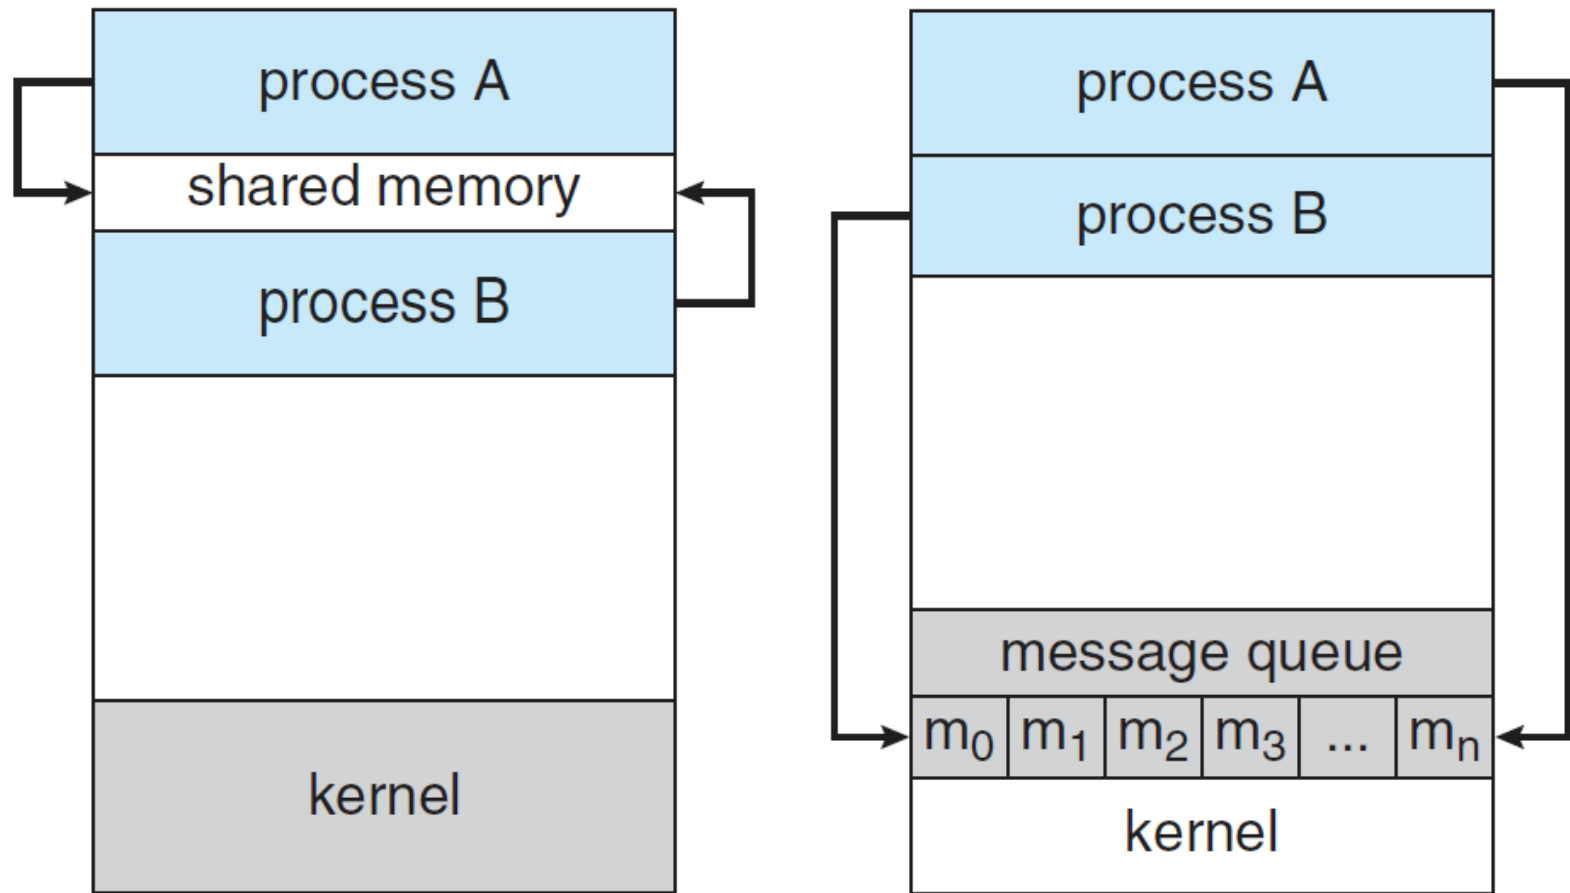 process A
shared memory
process B
kernel
process A
process B
message queue
m0 m1 m2 m3 ... mn
kernel